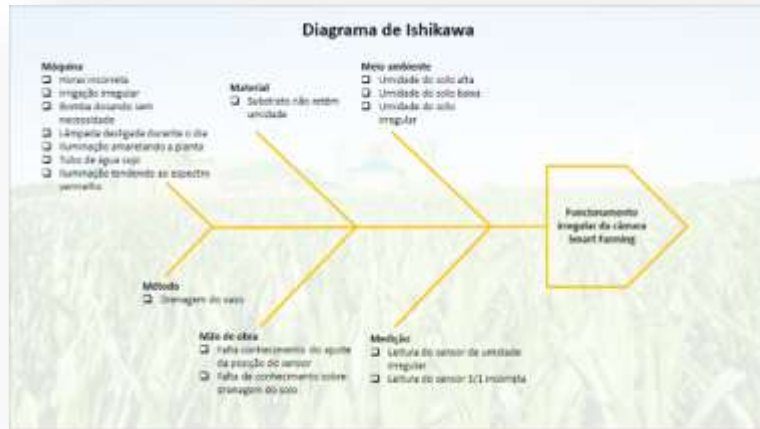 Diagrama de Ishikawa
Máquina
Horas incorreta
Irrigação irregular
Bomba dosando sem
necessidade
Lâmpada desligada durante o dia
Iluminação amarelando a planta
Tubo de água sujo
Iluminação tendendo ao espectro
vermelho
Material
Substrato não retém
umidade
Meio ambiente
Umidade do solo alta
Umidade do solo baixa
Umidade do solo
irregular
Funcionamento
irregular da câmara
Smart Farming
Método
Drenagem do vaso
Mão de obra
Falta conhecimento do ajuste
da posição do sensor
Falta de conhecimento sobre
drenagem do solo
Medição
Leitura do sensor de umidade
irregular
Leitura do sensor incorreta